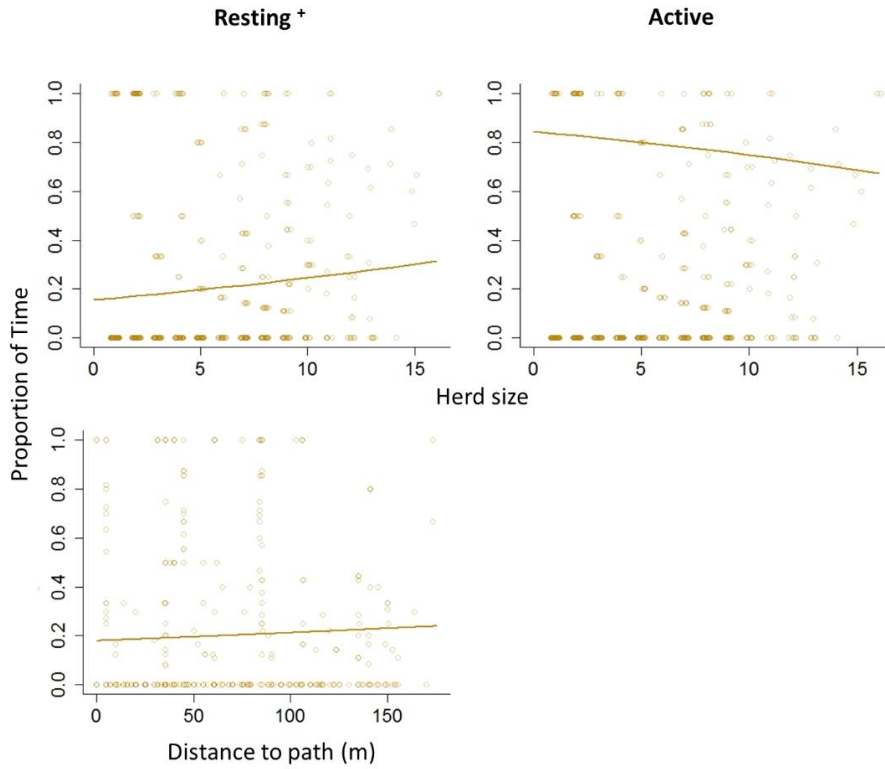 Resting + Active
1.0 1.0
0.8 0.8
0.6 0.6
0.4 0.4
0.2 0.2
0.0 0.0
0 5 10 15 0 5 10 15
Herd size
Proportion of Time
1.0
0.8
0.6
0.4
0.2
0.0
0 50 100 150
Distance to path (m)